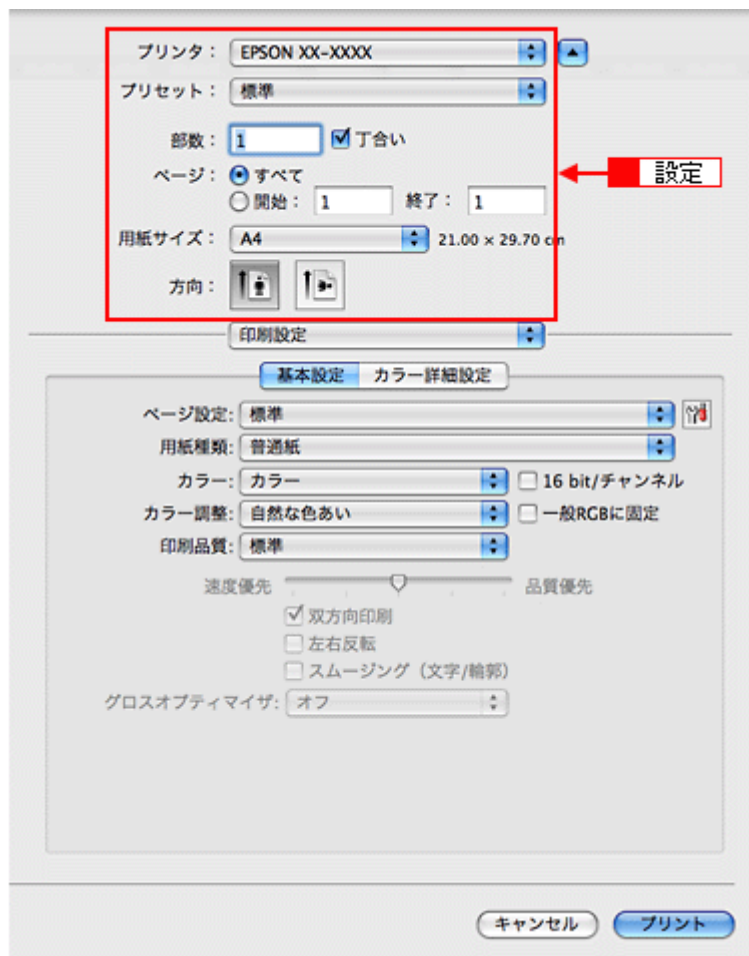 プリンタ： EPSON XX-XXXX
プリセット： 標準
部数： 1 丁合い
ページ： すべて
設定
開始： 1 終了： 1
用紙サイズ： A4 21.00 × 29.70 cm
方向：
印刷設定
基本設定 カラー詳細設定
ページ設定: 標準
用紙種類: 普通紙
カラー: カラー 16 bit/チャンネル
カラー調整: 自然な色あい 一般RGBに固定
印刷品質: 標準
速度優先 品質優先
双方向印刷
左右反転
スムージング（文字/輪郭）
グロスオプティマイザ: オフ
キャンセル プリント